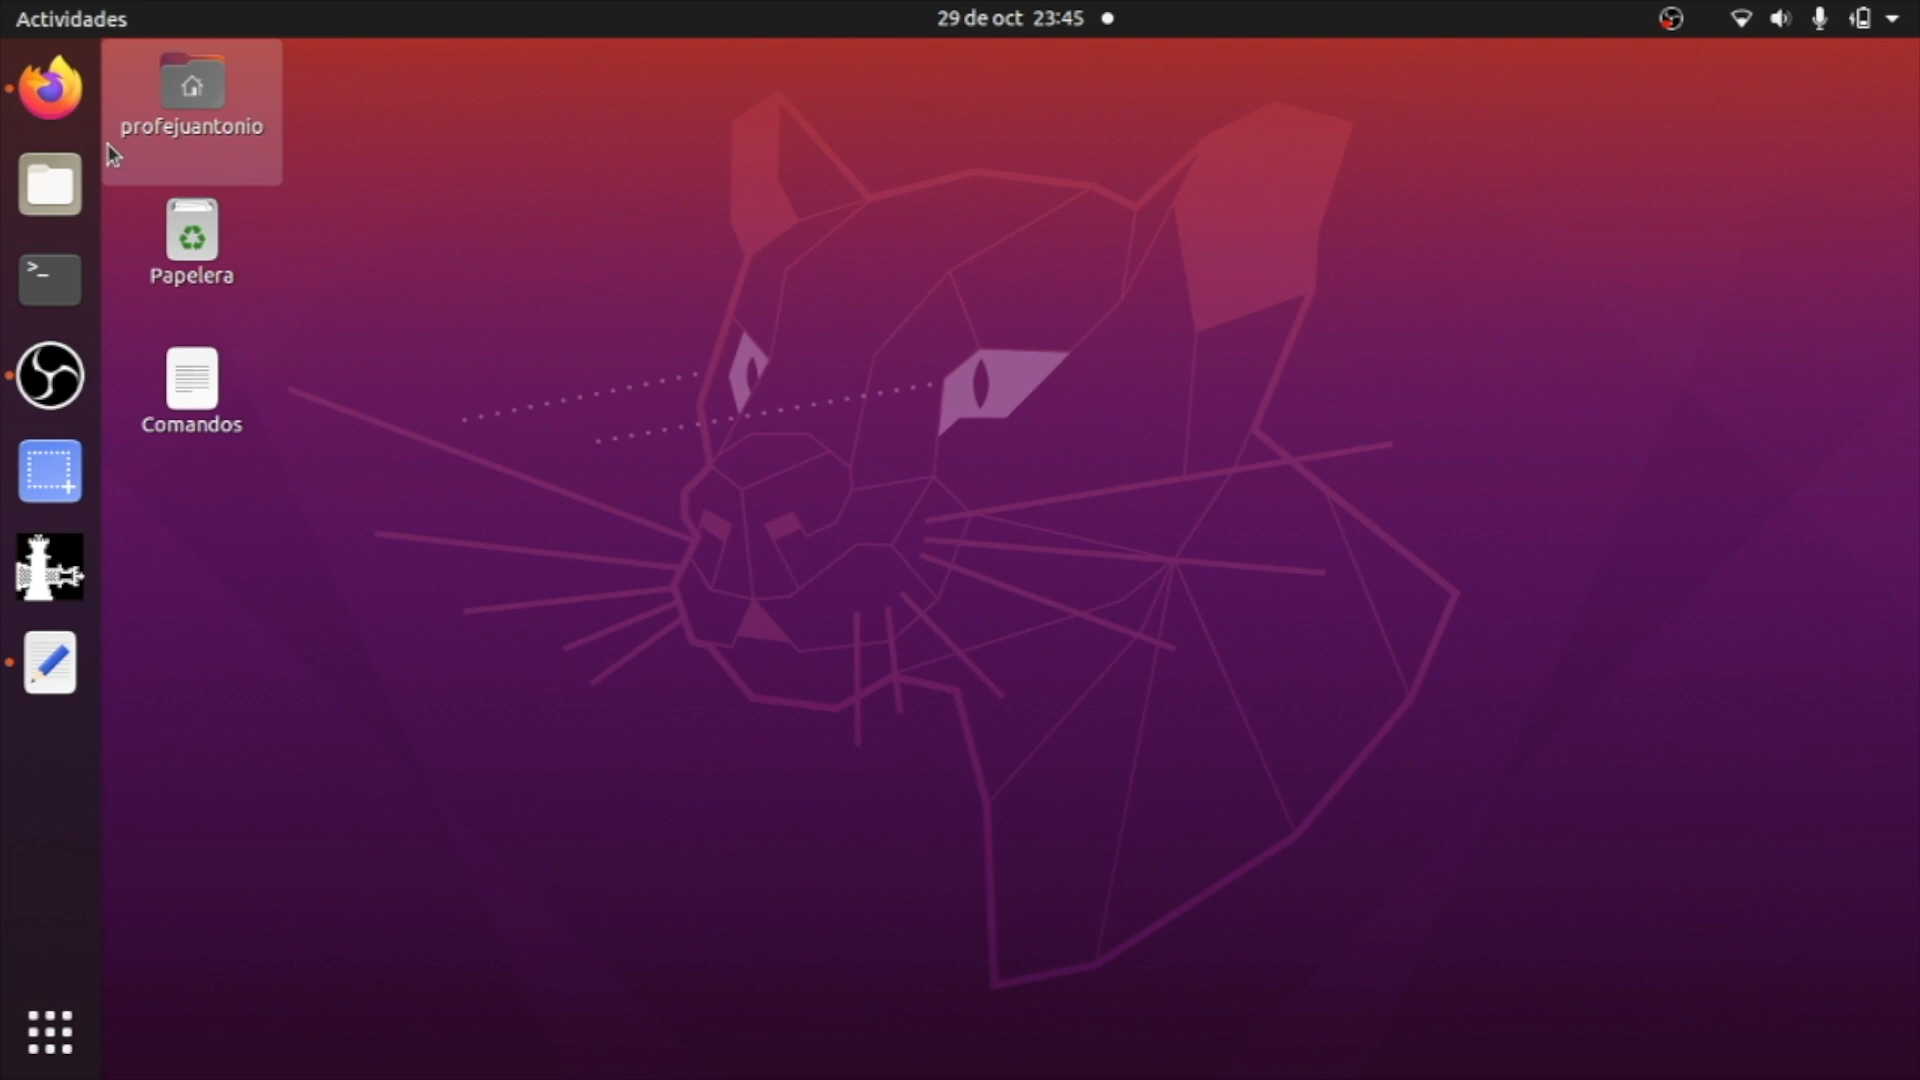 Actividades
29 de oct 23:45
profejuantonio
Papelera
Comandos